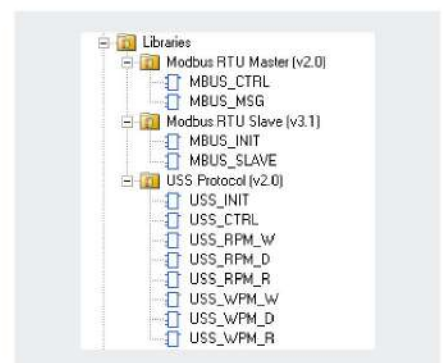 Libraries
Modbus RTU Master (v2.0)
MBUS_CTRL
MBUS_MSG
Modbus RTU Slave (v3.1)
MBUS_INIT
MBUS_SLAVE
USS Protocol (v2.0)
USS_INIT
USS_CTRL
USS_RPM_W
USS_RPM_D
USS_RPM_R
USS_WPM_W
USS_WPM_D
USS_WPM_R